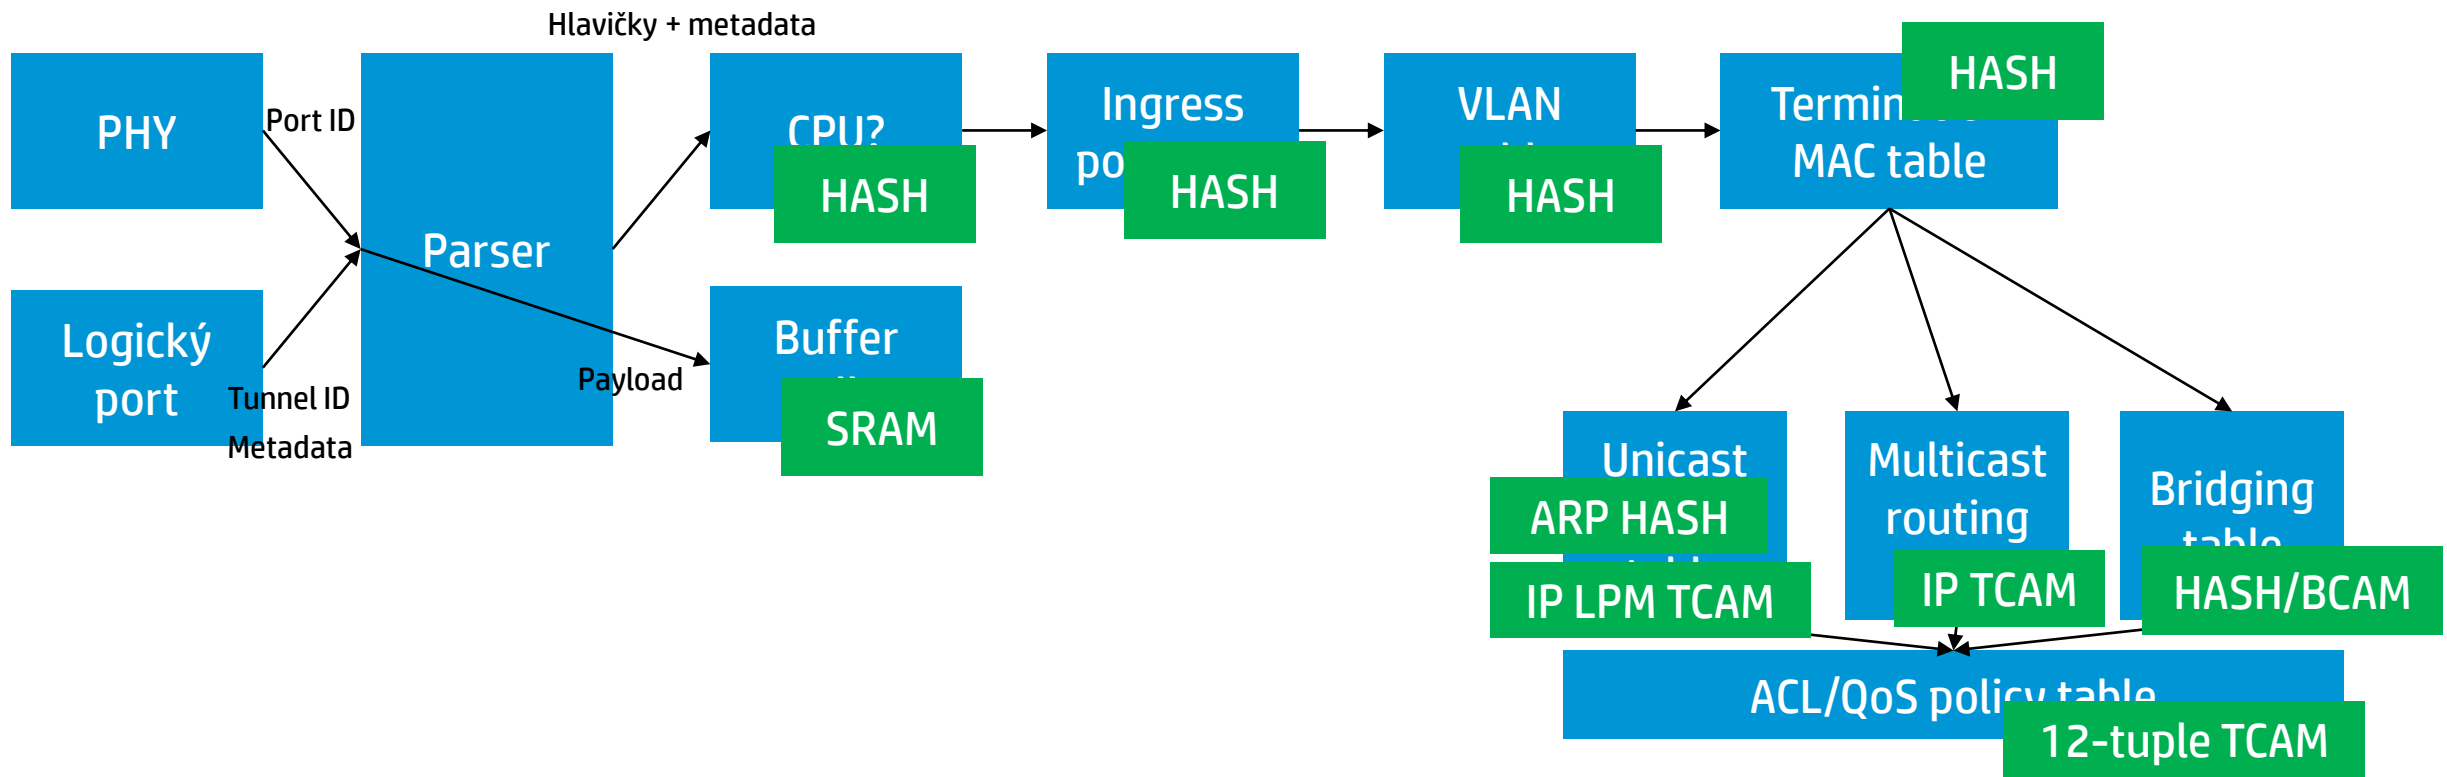 Hlavičky + metadata
PHY
Port ID
Parser
CPU?
HASH
Ingress
HASH
VLAN
HASH
HASH
MAC table
Logický
port
Tunnel ID
Metadata
Payload
Buffer
SRAM
Unicast
ARP HASH
IP LPM TCAM
Multicast
routing
IP TCAM
Bridging
table
HASH/BCAM
ACL/QoS policy table
12-tuple TCAM